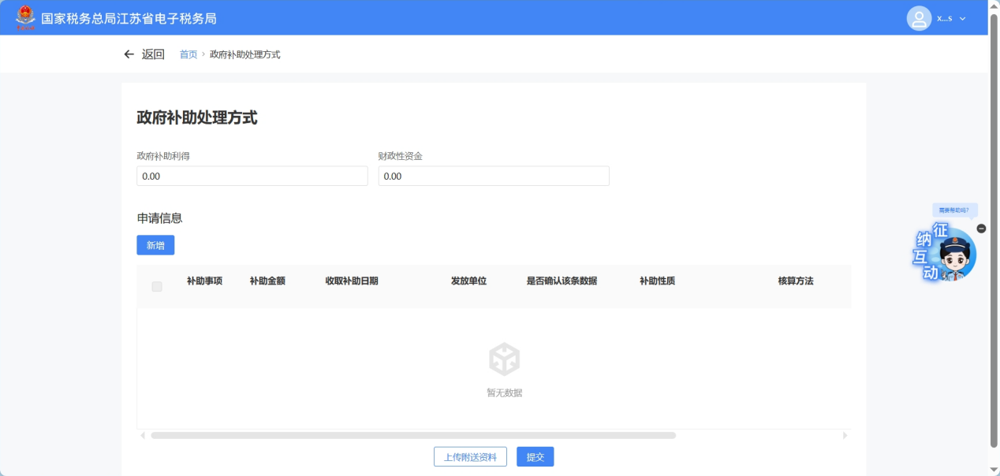 国家税务总局江苏省电子税务局
x...s
返回 首页 › 政府补助处理方式
政府补助处理方式
政府补助利得 财政性资金
0.00 0.00
申请信息
新增
补助事项 补助金额 收取补助日期 发放单位 是否确认该条数据 补助性质 核算方法
暂无数据
上传附送资料 提交
需要帮助吗?
征
纳
互
动